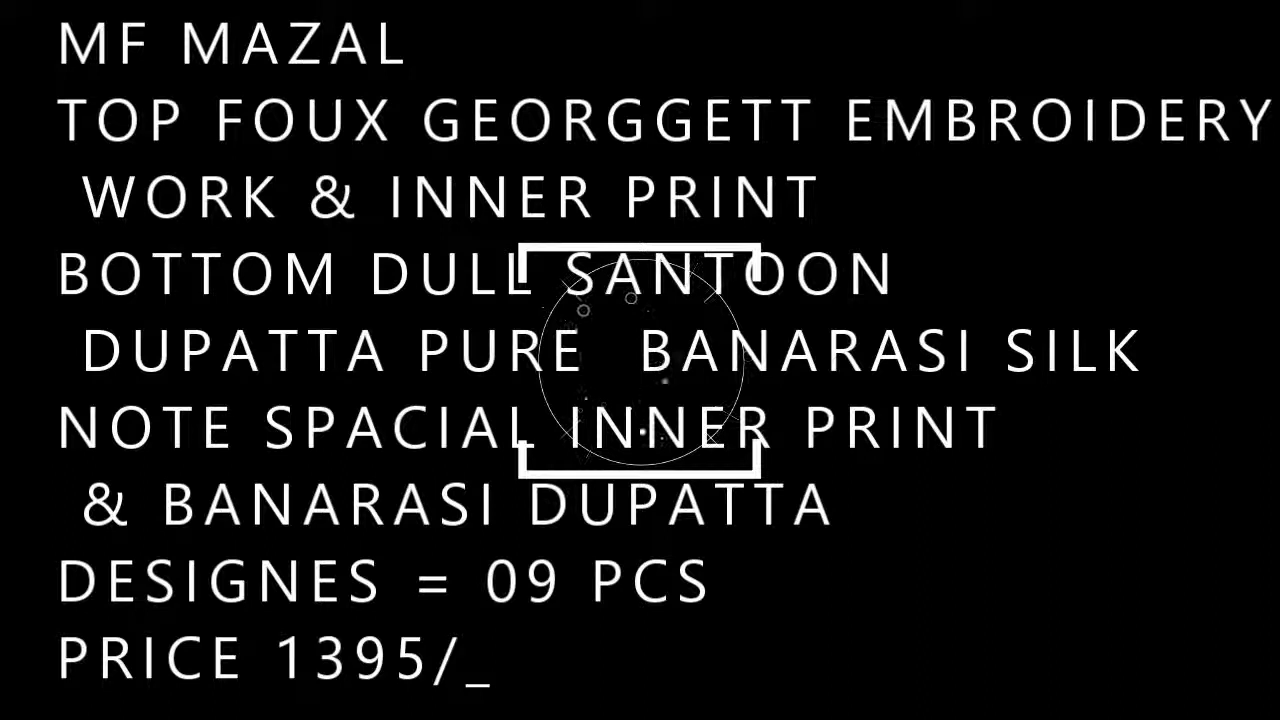 MF MAZAL
TOP FOUX GEORGGETT EMBROIDERY
WORK & INNER PRINT
BOTTOM DULL SANTOON
DUPATTA PURE BANARASI SILK
NOTE SPACIAL INNER PRINT
& BANARASI DUPATTA
DESIGNES = 09 PCS
PRICE 1395/_